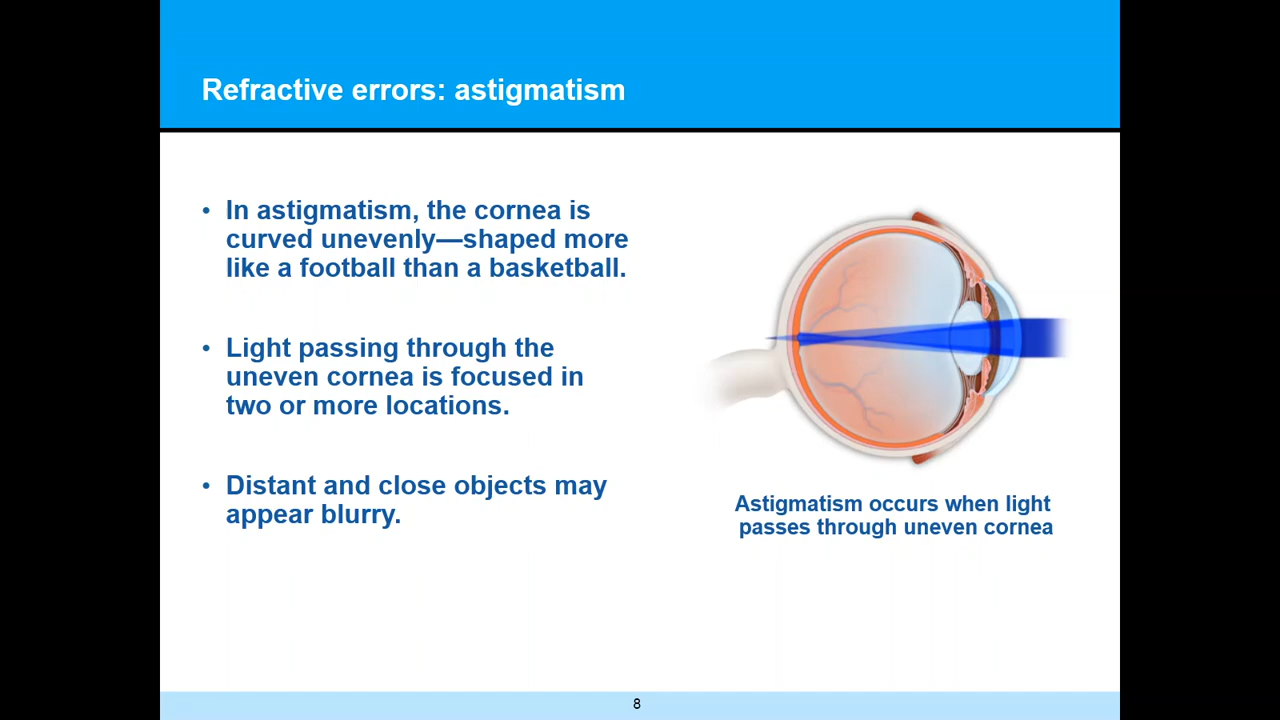 Refractive errors: astigmatism
• In astigmatism, the cornea is
curved unevenly—shaped more
like a football than a basketball.
• Light passing through the
uneven cornea is focused in
two or more locations.
• Distant and close objects may
appear blurry.
Astigmatism occurs when light
passes through uneven cornea
8